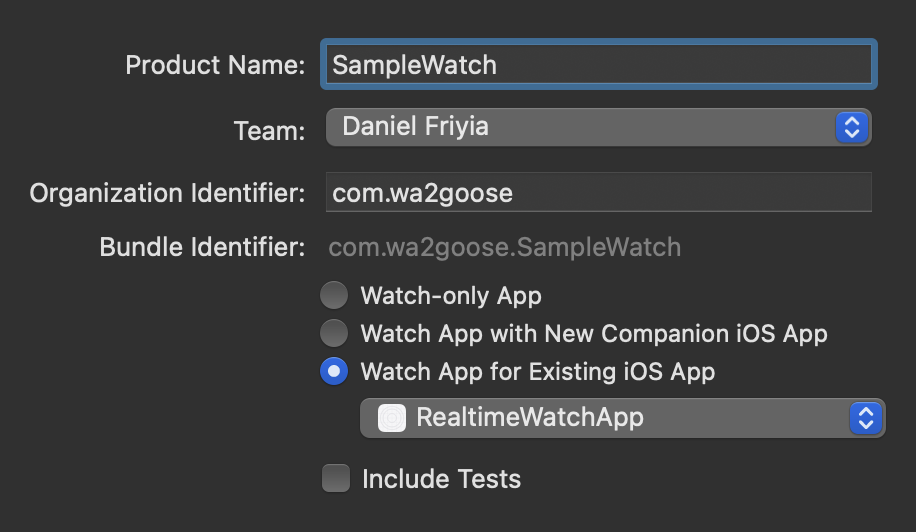 Product Name: SampleWatch
Team: Daniel Friyia
Organization Identifier: com.wa2goose
Bundle Identifier: com.wa2goose.SampleWatch
Watch-only App
Watch App with New Companion iOS App
Watch App for Existing iOS App
RealtimeWatchApp
Include Tests